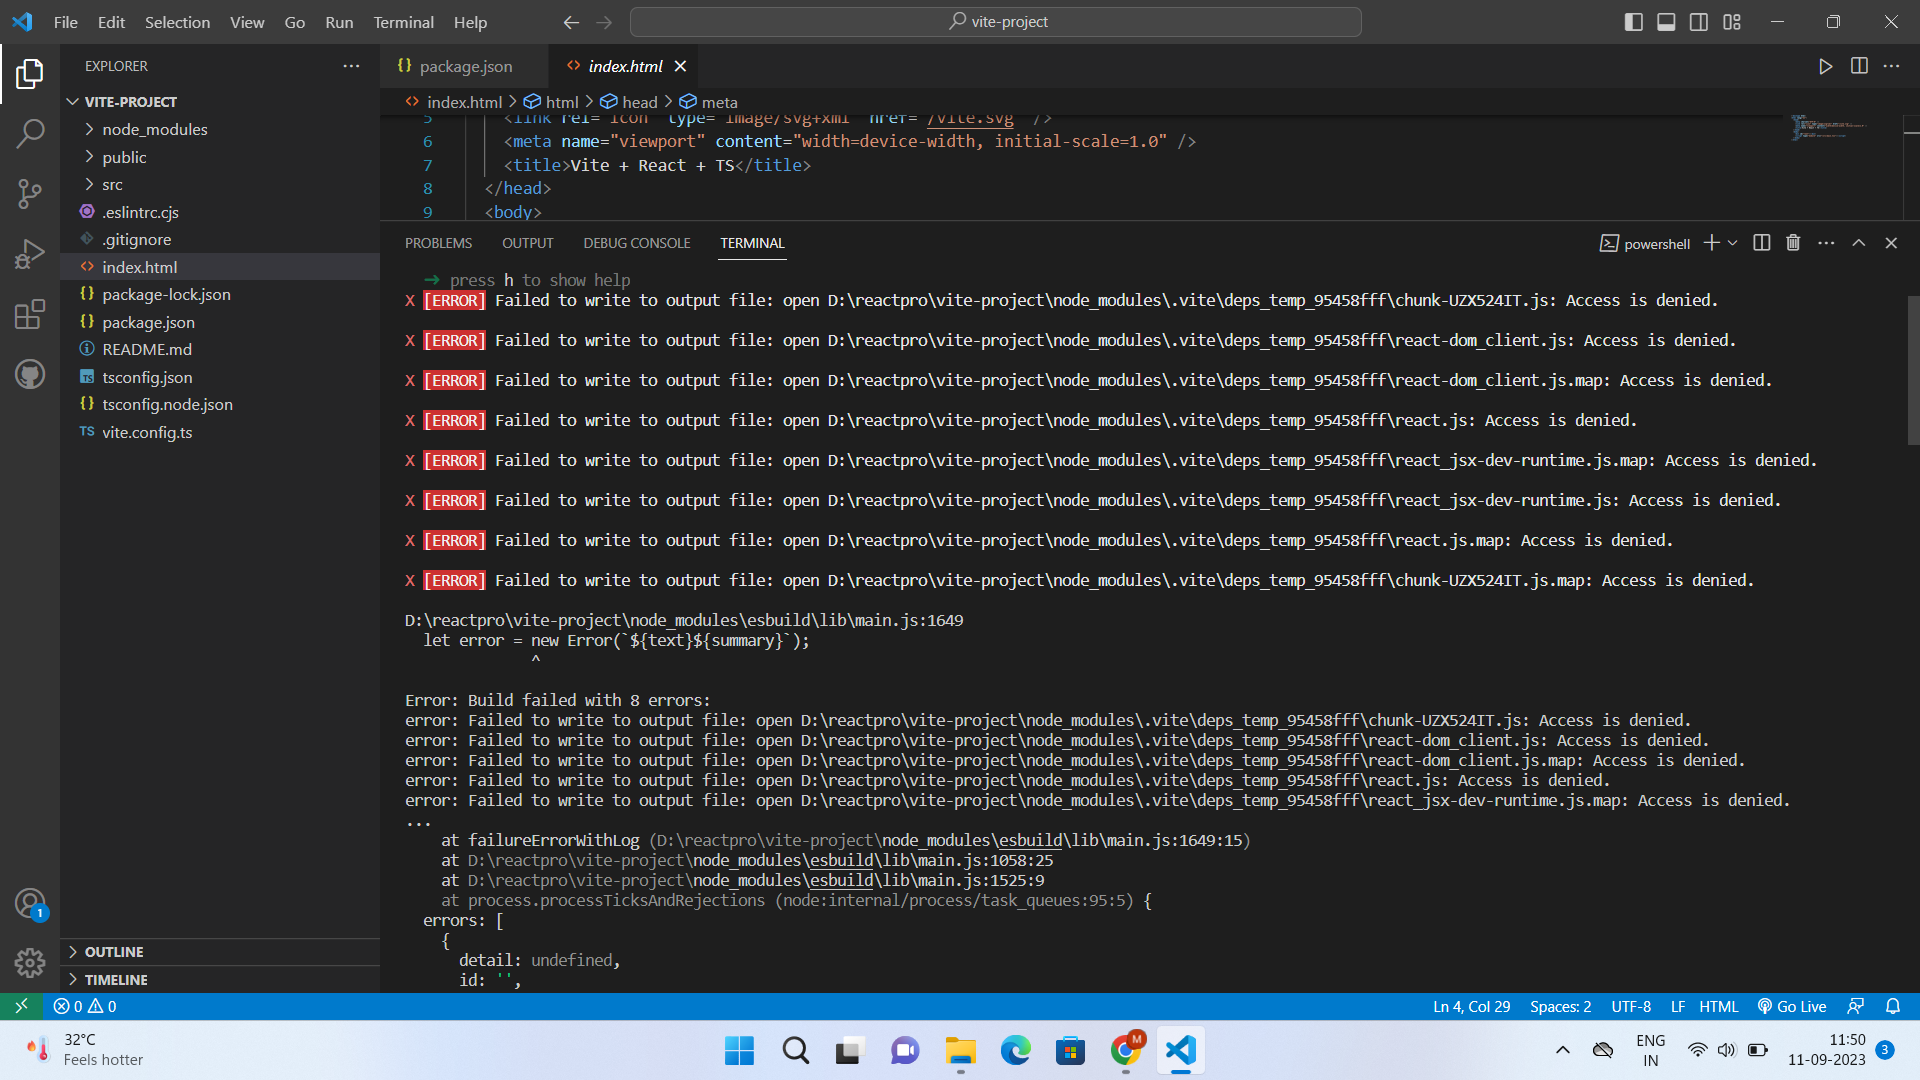 File Edit Selection View Go Run Terminal Help
vite-project
EXPLORER
VITE-PROJECT
node_modules
public
src
.eslintrc.cjs
.gitignore
index.html
package-lock.json
package.json
README.md
tsconfig.json
tsconfig.node.json
TS vite.config.ts
OUTLINE
TIMELINE
package.json
index.html
index.html > html > head > meta
5 <link rel="icon" type="image/svg+xml" href="/vite.svg" />
6 <meta name="viewport" content="width=device-width, initial-scale=1.0" />
7 <title>Vite + React + TS</title>
8 </head>
9 <body>
PROBLEMS OUTPUT DEBUG CONSOLE TERMINAL
powershell
➜ press h to show help
X [ERROR] Failed to write to output file: open D:\reactpro\vite-project\node_modules\.vite\deps_temp_95458fff\chunk-UZX524IT.js: Access is denied.
X [ERROR] Failed to write to output file: open D:\reactpro\vite-project\node_modules\.vite\deps_temp_95458fff\react-dom_client.js: Access is denied.
X [ERROR] Failed to write to output file: open D:\reactpro\vite-project\node_modules\.vite\deps_temp_95458fff\react-dom_client.js.map: Access is denied.
X [ERROR] Failed to write to output file: open D:\reactpro\vite-project\node_modules\.vite\deps_temp_95458fff\react.js: Access is denied.
X [ERROR] Failed to write to output file: open D:\reactpro\vite-project\node_modules\.vite\deps_temp_95458fff\react_jsx-dev-runtime.js.map: Access is denied.
X [ERROR] Failed to write to output file: open D:\reactpro\vite-project\node_modules\.vite\deps_temp_95458fff\react_jsx-dev-runtime.js: Access is denied.
X [ERROR] Failed to write to output file: open D:\reactpro\vite-project\node_modules\.vite\deps_temp_95458fff\react.js.map: Access is denied.
X [ERROR] Failed to write to output file: open D:\reactpro\vite-project\node_modules\.vite\deps_temp_95458fff\chunk-UZX524IT.js.map: Access is denied.
D:\reactpro\vite-project\node_modules\esbuild\lib\main.js:1649
let error = new Error(`${text}${summary}`);
^
Error: Build failed with 8 errors:
error: Failed to write to output file: open D:\reactpro\vite-project\node_modules\.vite\deps_temp_95458fff\chunk-UZX524IT.js: Access is denied.
error: Failed to write to output file: open D:\reactpro\vite-project\node_modules\.vite\deps_temp_95458fff\react-dom_client.js: Access is denied.
error: Failed to write to output file: open D:\reactpro\vite-project\node_modules\.vite\deps_temp_95458fff\react-dom_client.js.map: Access is denied.
error: Failed to write to output file: open D:\reactpro\vite-project\node_modules\.vite\deps_temp_95458fff\react.js: Access is denied.
error: Failed to write to output file: open D:\reactpro\vite-project\node_modules\.vite\deps_temp_95458fff\react_jsx-dev-runtime.js.map: Access is denied.
...
at failureErrorWithLog (D:\reactpro\vite-project\node_modules\esbuild\lib\main.js:1649:15)
at D:\reactpro\vite-project\node_modules\esbuild\lib\main.js:1058:25
at D:\reactpro\vite-project\node_modules\esbuild\lib\main.js:1525:9
at process.processTicksAndRejections (node:internal/process/task_queues:95:5) {
errors: [
{
detail: undefined,
id: '',
1
0 0
Ln 4, Col 29 Spaces: 2 UTF-8 LF HTML Go Live
32°C
Feels hotter
M
ENG
IN
11:50
11-09-2023
3